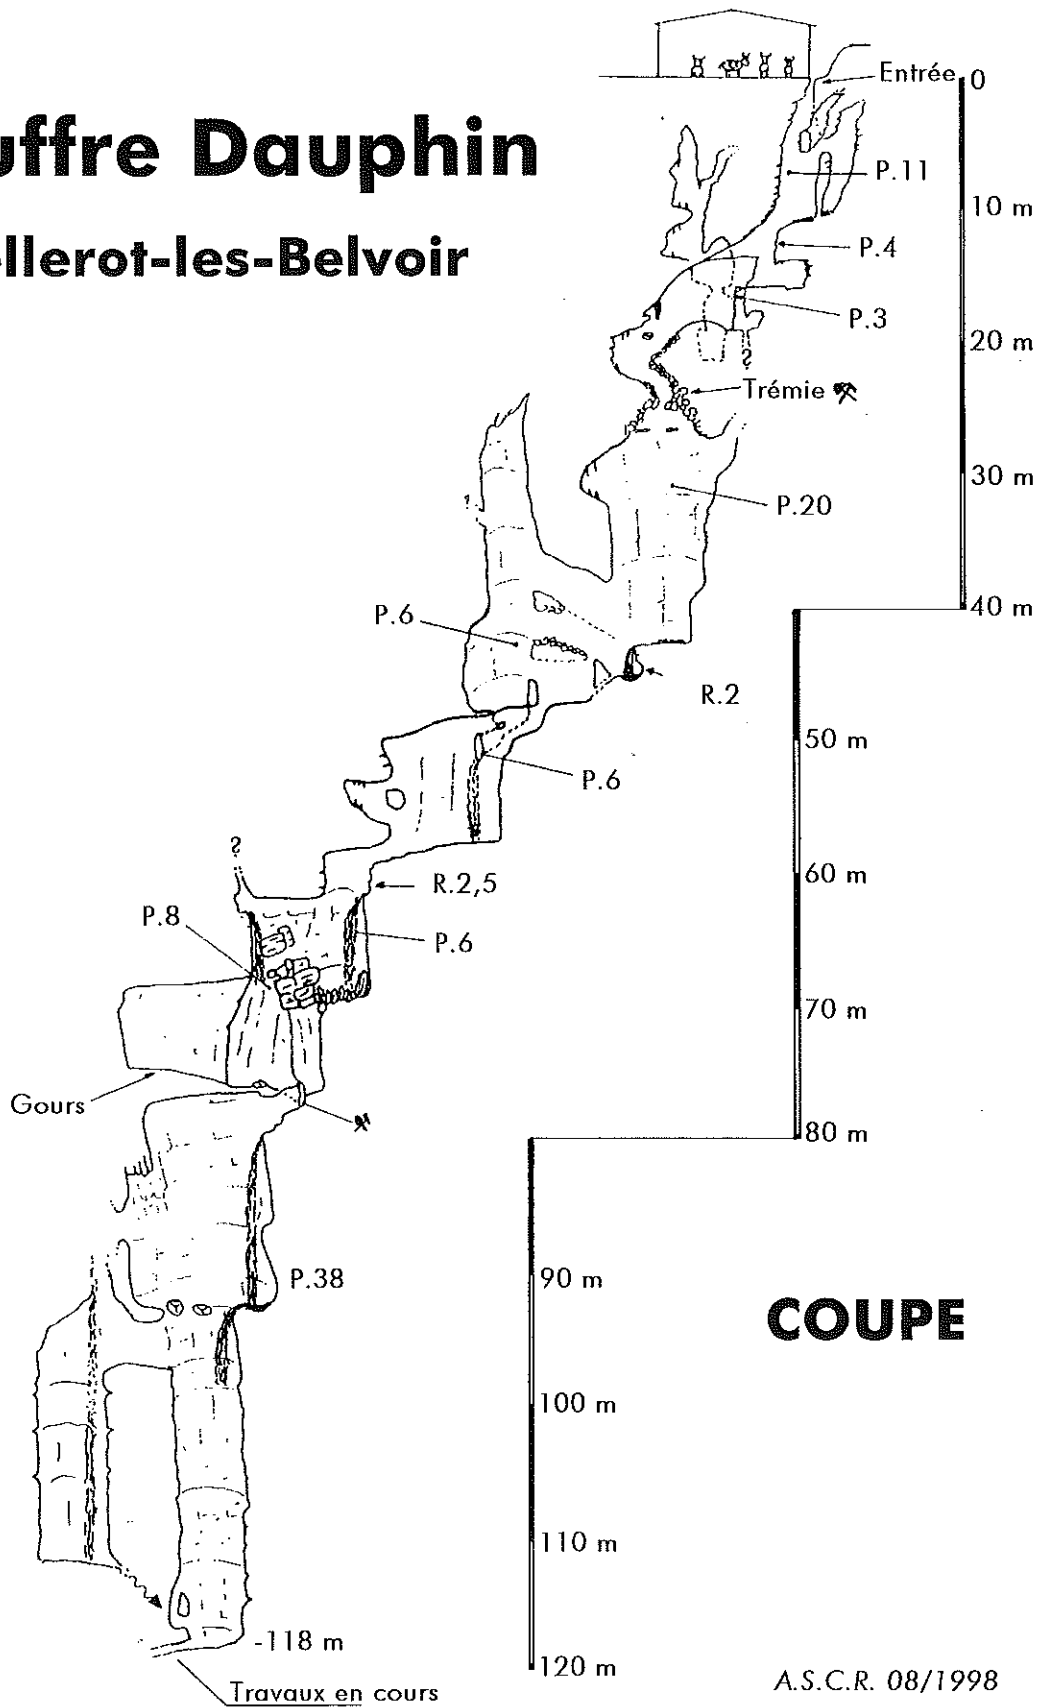 uffre Dauphin
llerot-les-Belvoir
Entrée
0
P.11
10 m
P.4
P.3
20 m
Trémie
30 m
P.20
40 m
P.6
R.2
50 m
P.6
60 m
R.2,5
P.8
P.6
70 m
Gours
80 m
90 m
P.38
COUPE
100 m
110 m
-118 m
120 m
Travaux en cours
A.S.C.R. 08/1998